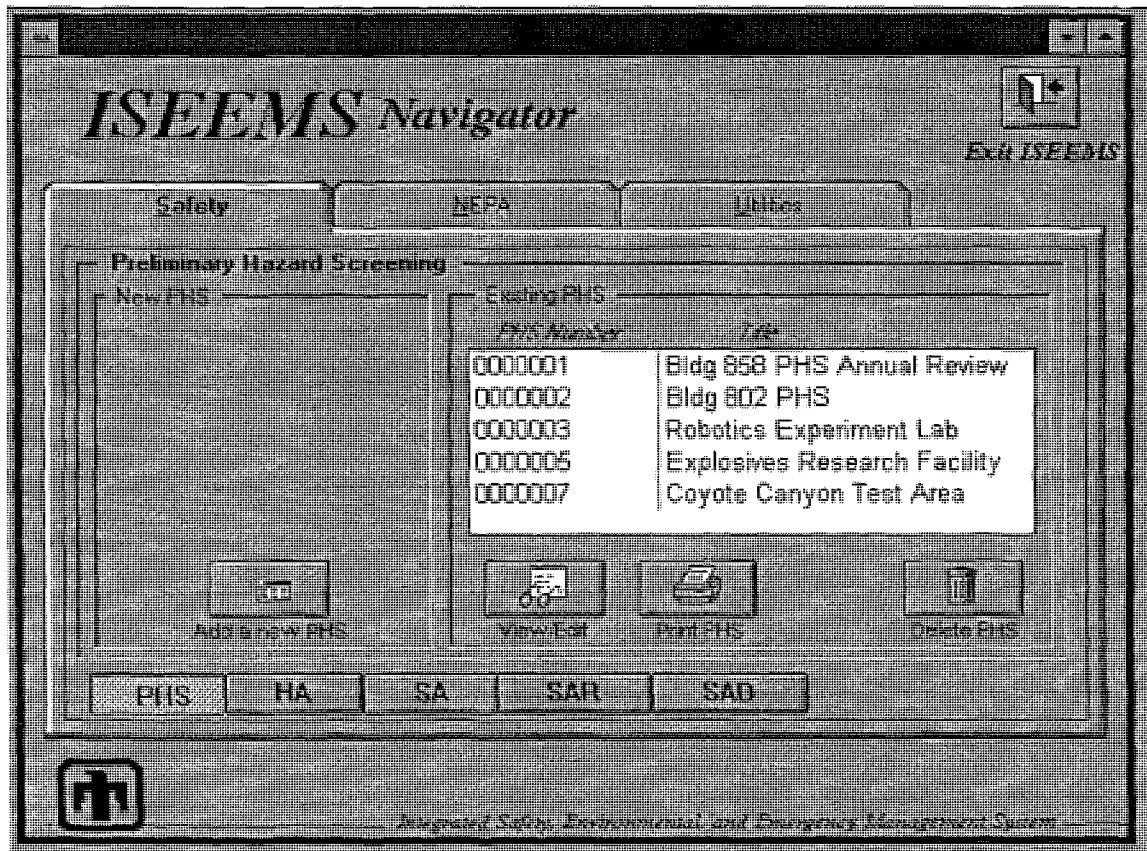 ISEEMS Navigator
Exit ISEEMS
Safety
NEPA
Utilities
Preliminary Hazard Screening
New PHS
Existing PHS
PHS Number Title
0000001 Bldg 858 PHS Annual Review
0000002 Bldg 802 PHS
0000003 Robotics Experiment Lab
0000005 Explosives Research Facility
0000007 Coyote Canyon Test Area
Add a new PHS
View/Edit
Print PHS
Delete PHS
PHS HA SA SAR SAD
Integrated Safety, Environmental, and Emergency Management System